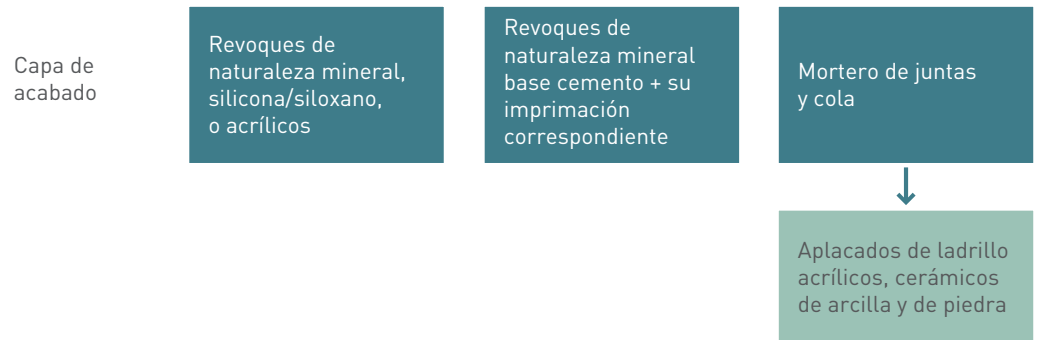 Capa de
acabado
Revoques de
naturaleza mineral,
silicona/siloxano,
o acrílicos
Revoques de
naturaleza mineral
base cemento + su
imprimación
correspondiente
Mortero de juntas
y cola
Aplacados de ladrillo
acrílicos, cerámicos
de arcilla y de piedra